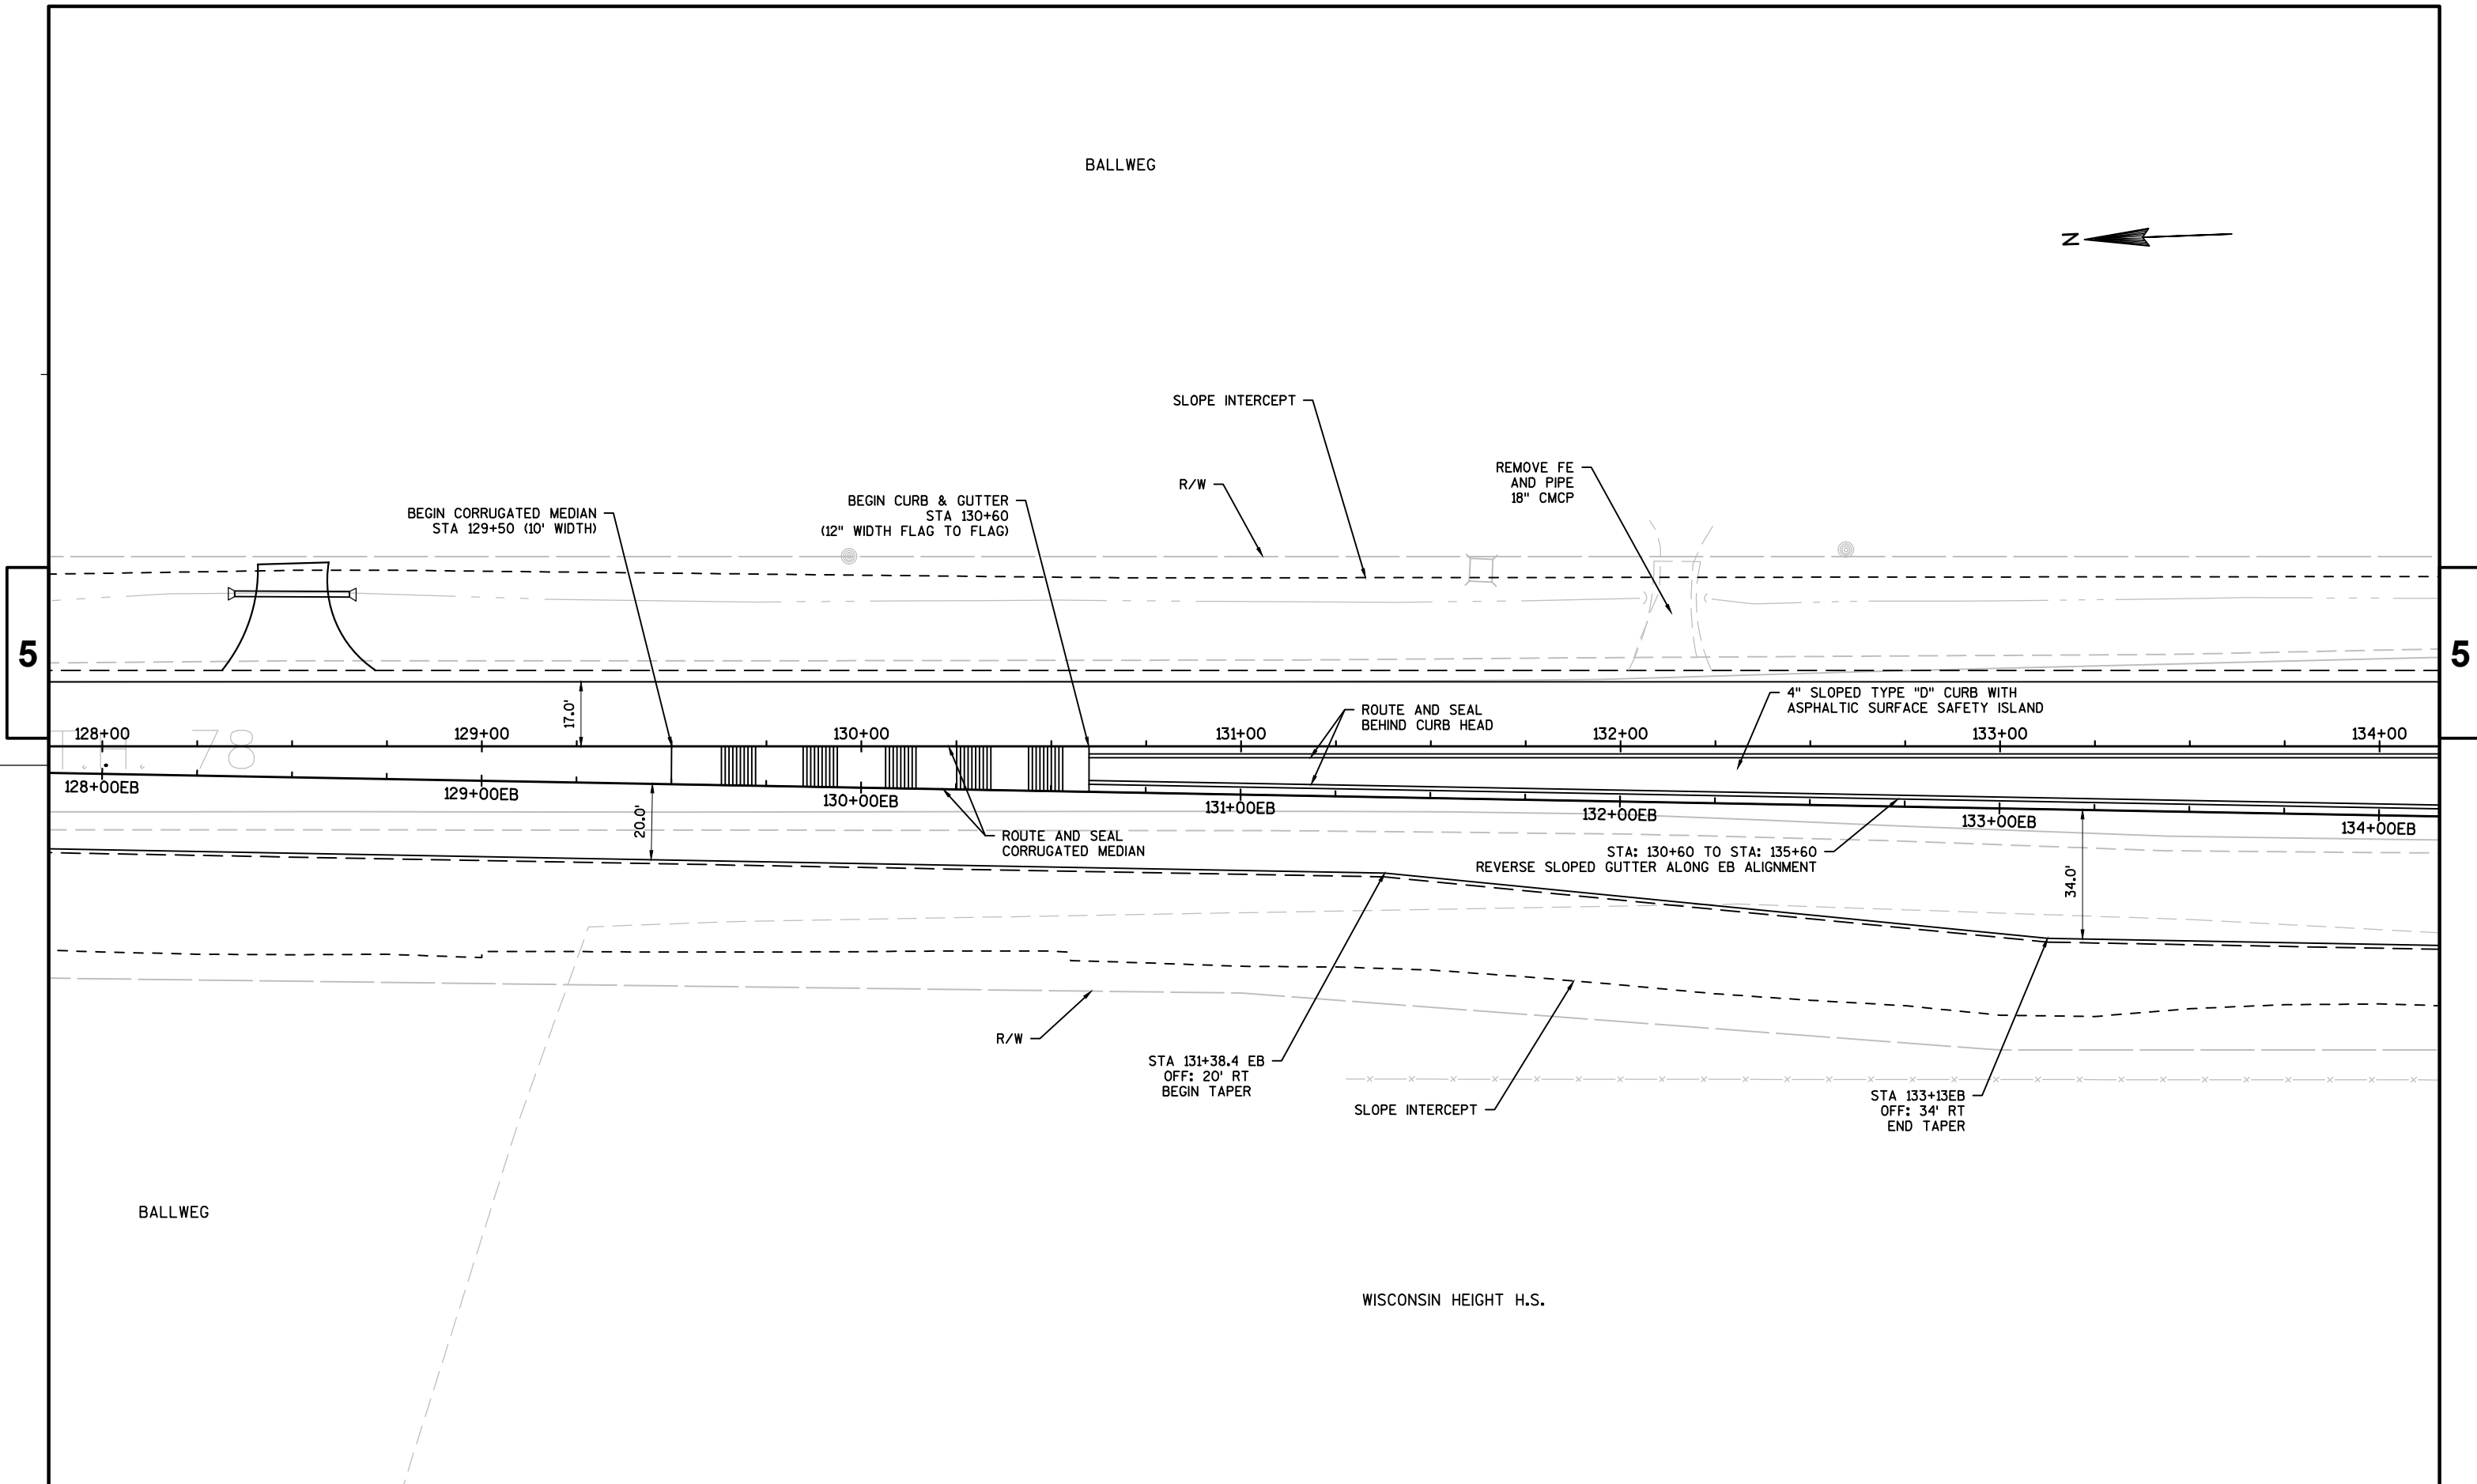 BALLWEG
N
SLOPE INTERCEPT
R/W
REMOVE FE
AND PIPE
18" CMCP
BEGIN CURB & GUTTER
STA 130+60
(12" WIDTH FLAG TO FLAG)
BEGIN CORRUGATED MEDIAN
STA 129+50 (10' WIDTH)
5
5
4" SLOPED TYPE "D" CURB WITH
ASPHALTIC SURFACE SAFETY ISLAND
17.0'
ROUTE AND SEAL
BEHIND CURB HEAD
128+00
129+00
130+00
131+00
132+00
133+00
134+00
T.H. 78
128+00EB
129+00EB
130+00EB
131+00EB
132+00EB
133+00EB
134+00EB
20.0'
ROUTE AND SEAL
CORRUGATED MEDIAN
STA: 130+60 TO STA: 135+60
REVERSE SLOPED GUTTER ALONG EB ALIGNMENT
34.0'
R/W
STA 131+38.4 EB
OFF: 20' RT
BEGIN TAPER
SLOPE INTERCEPT
STA 133+13EB
OFF: 34' RT
END TAPER
BALLWEG
WISCONSIN HEIGHT H.S.